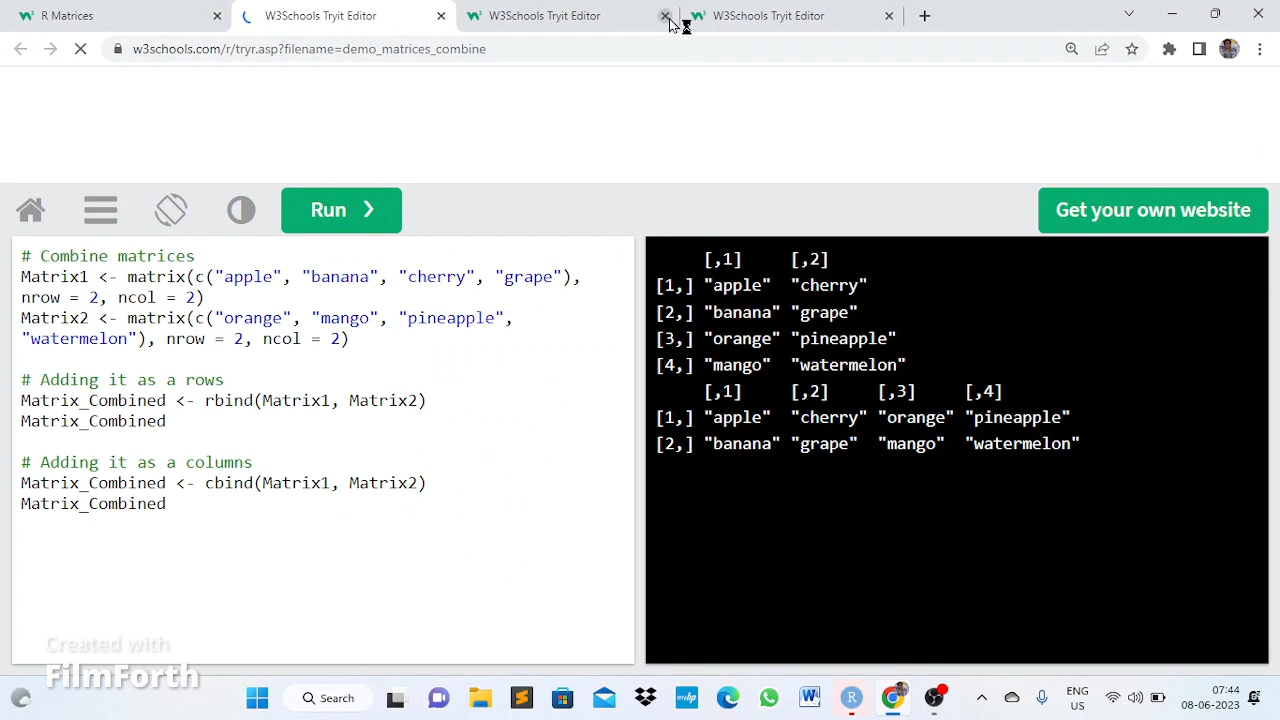 R Matrices
W3Schools Tryit Editor
W3Schools Tryit Editor
W3Schools Tryit Editor
w3schools.com/r/tryr.asp?filename=demo_matrices_combine
Run ❯
Get your own website
# Combine matrices
Matrix1 <- matrix(c("apple", "banana", "cherry", "grape"),
nrow = 2, ncol = 2)
Matrix2 <- matrix(c("orange", "mango", "pineapple",
"watermelon"), nrow = 2, ncol = 2)
# Adding it as a rows
Matrix_Combined <- rbind(Matrix1, Matrix2)
Matrix_Combined
# Adding it as a columns
Matrix_Combined <- cbind(Matrix1, Matrix2)
Matrix_Combined
[,1] [,2]
[1,] "apple" "cherry"
[2,] "banana" "grape"
[3,] "orange" "pineapple"
[4,] "mango" "watermelon"
[,1] [,2] [,3] [,4]
[1,] "apple" "cherry" "orange" "pineapple"
[2,] "banana" "grape" "mango" "watermelon"
Created with
FilmForth
Search
ENG
US
07:44
08-06-2023